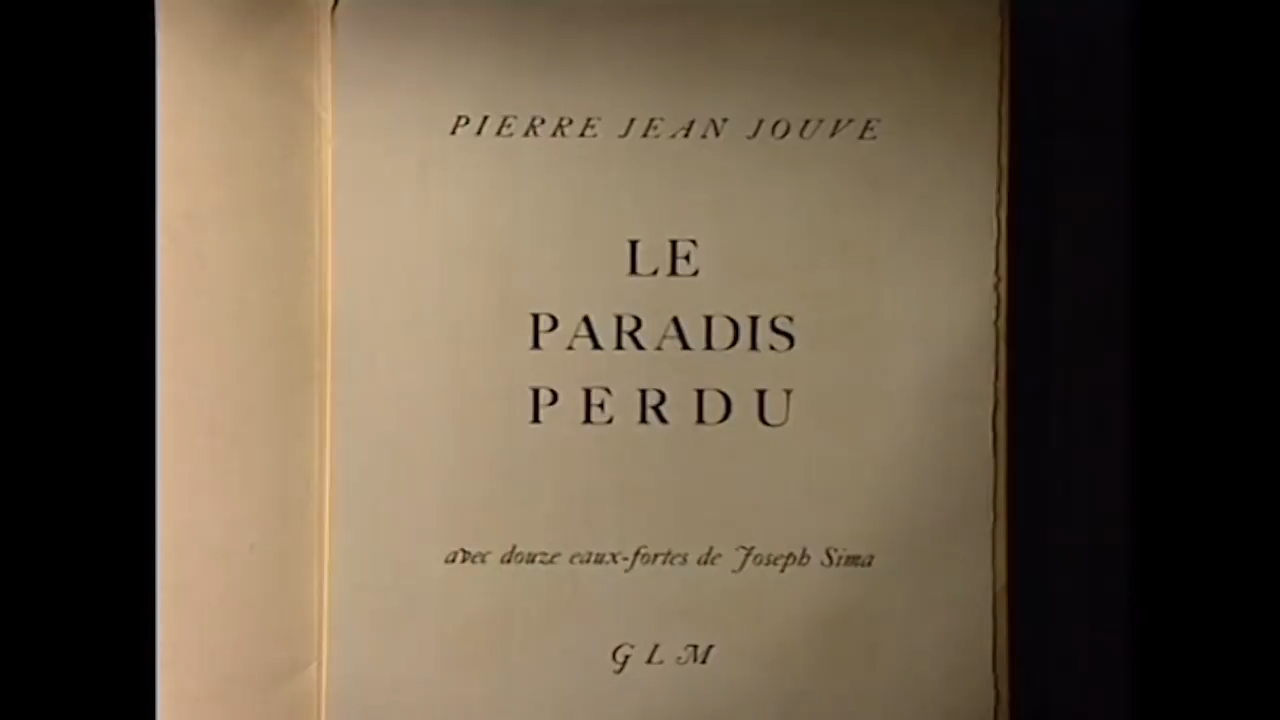 PIERRE JEAN JOUVE
LE
PARADIS
PERDU
avec douze eaux-fortes de Joseph Sima
G L M